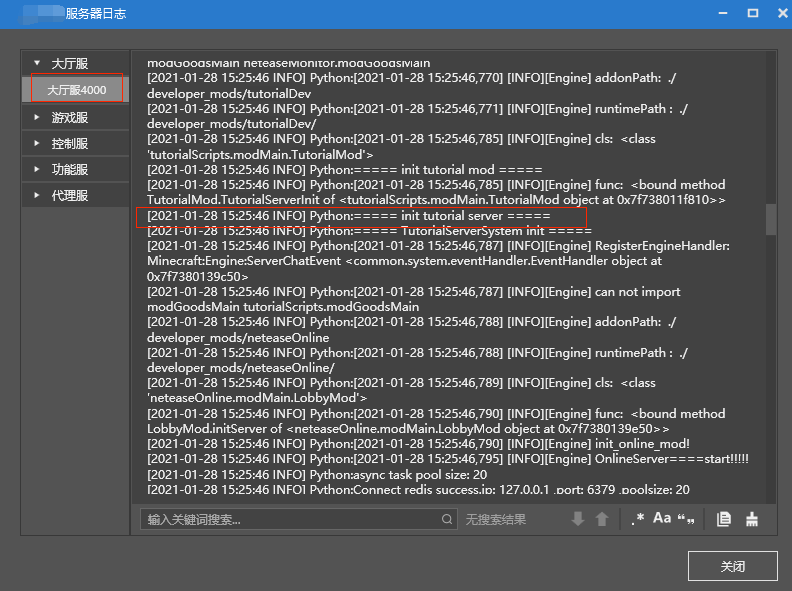 服务器日志
大厅服
大厅服4000
游戏服
控制服
功能服
代理服
modGoodsMain neteaseMonitor.modGoodsMain
[2021-01-28 15:25:46 INFO] Python:[2021-01-28 15:25:46,770] [INFO][Engine] addonPath: ./
developer_mods/tutorialDev
[2021-01-28 15:25:46 INFO] Python:[2021-01-28 15:25:46,771] [INFO][Engine] runtimePath : ./
developer_mods/tutorialDev/
[2021-01-28 15:25:46 INFO] Python:[2021-01-28 15:25:46,785] [INFO][Engine] cls: <class
'tutorialScripts.modMain.TutorialMod'>
[2021-01-28 15:25:46 INFO] Python:===== init tutorial mod =====
[2021-01-28 15:25:46 INFO] Python:[2021-01-28 15:25:46,785] [INFO][Engine] func: <bound method
TutorialMod.TutorialServerInit of <tutorialScripts.modMain.TutorialMod object at 0x7f738011f810>>
[2021-01-28 15:25:46 INFO] Python:===== init tutorial server =====
[2021-01-28 15:25:46 INFO] Python:===== TutorialServerSystem init =====
[2021-01-28 15:25:46 INFO] Python:[2021-01-28 15:25:46,787] [INFO][Engine] RegisterEngineHandler:
Minecraft:Engine:ServerChatEvent <common.system.eventHandler.EventHandler object at
0x7f7380139c50>
[2021-01-28 15:25:46 INFO] Python:[2021-01-28 15:25:46,787] [INFO][Engine] can not import
modGoodsMain tutorialScripts.modGoodsMain
[2021-01-28 15:25:46 INFO] Python:[2021-01-28 15:25:46,788] [INFO][Engine] addonPath: ./
developer_mods/neteaseOnline
[2021-01-28 15:25:46 INFO] Python:[2021-01-28 15:25:46,788] [INFO][Engine] runtimePath : ./
developer_mods/neteaseOnline/
[2021-01-28 15:25:46 INFO] Python:[2021-01-28 15:25:46,789] [INFO][Engine] cls: <class
'neteaseOnline.modMain.LobbyMod'>
[2021-01-28 15:25:46 INFO] Python:[2021-01-28 15:25:46,790] [INFO][Engine] func: <bound method
LobbyMod.initServer of <neteaseOnline.modMain.LobbyMod object at 0x7f7380139e50>>
[2021-01-28 15:25:46 INFO] Python:[2021-01-28 15:25:46,790] [INFO][Engine] init_online_mod!
[2021-01-28 15:25:46 INFO] Python:[2021-01-28 15:25:46,795] [INFO][Engine] OnlineServer====start!!!!!
[2021-01-28 15:25:46 INFO] Python:async task pool size: 20
[2021-01-28 15:25:46 INFO] Python:Connect redis success.ip: 127.0.0.1 .port: 6379 .poolsize: 20
输入关键词搜索...
无搜索结果
.* Aa “„
关闭